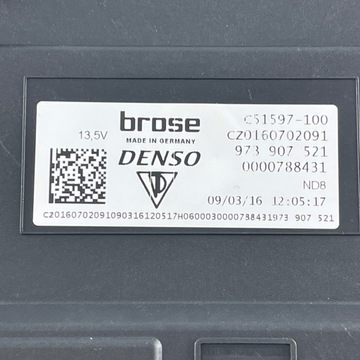 brose
MADE IN GERMANY
13,5V
DENSO
C51597-100
CZ0160702091
973 907 521
0000788431
ND8
09/03/16 12:05:17
CZ0160702091090316120517H0600030000738431973 907 521